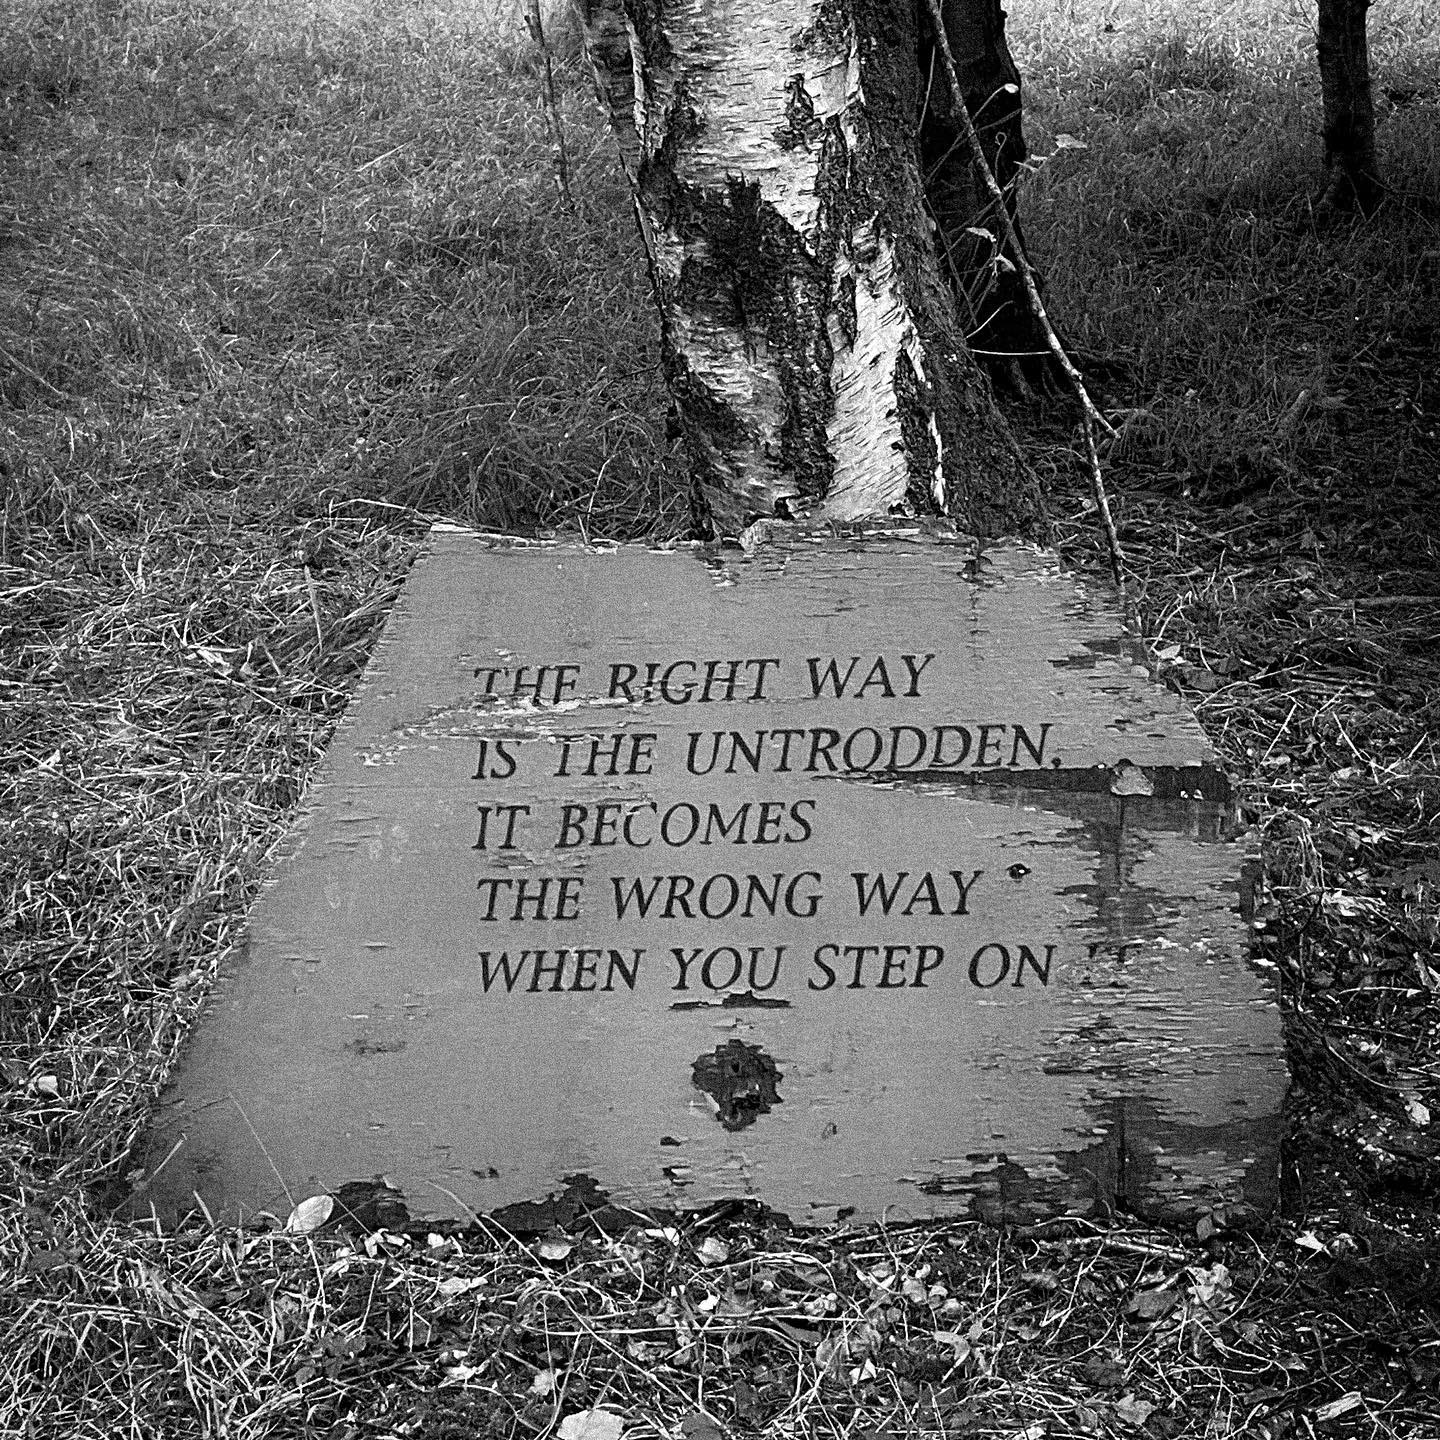 THE RIGHT WAY
IS THE UNTRODDEN,
IT BECOMES
THE WRONG WAY
WHEN YOU STEP ON